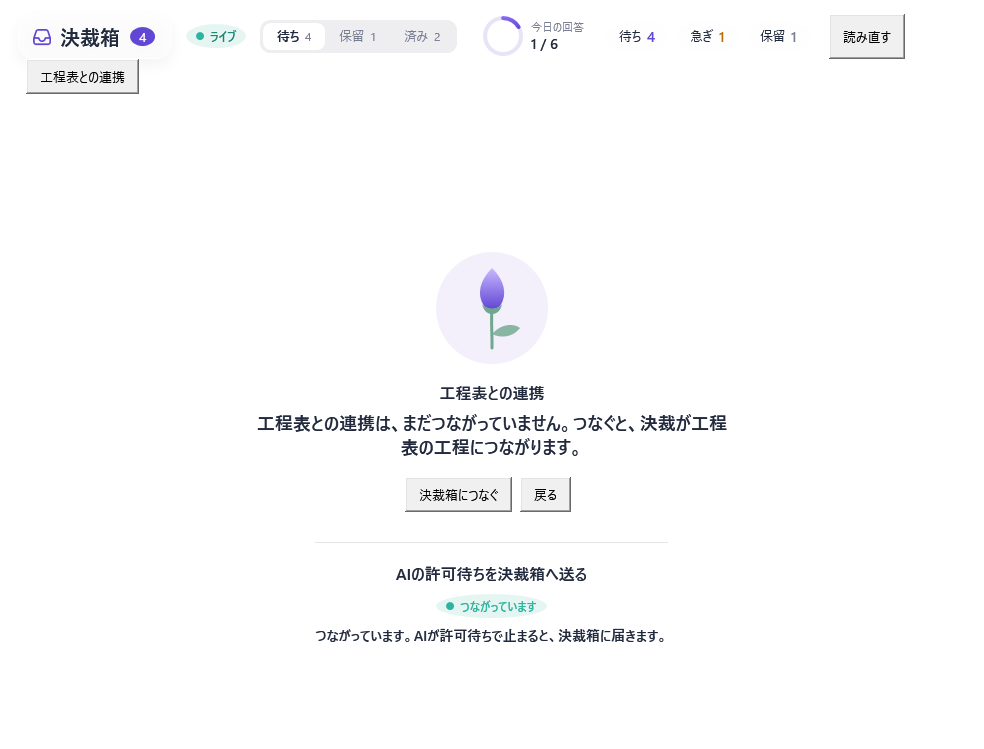 決裁箱 4
ライブ
待ち 4 保留 1 済み 2
今日の回答
1 / 6
待ち 4 急ぎ 1 保留 1
読み直す
工程表との連携
工程表との連携
工程表との連携は、まだつながっていません。つなぐと、決裁が工程
表の工程につながります。
決裁箱につなぐ 戻る
AIの許可待ちを決裁箱へ送る
つながっています
つながっています。AIが許可待ちで止まると、決裁箱に届きます。